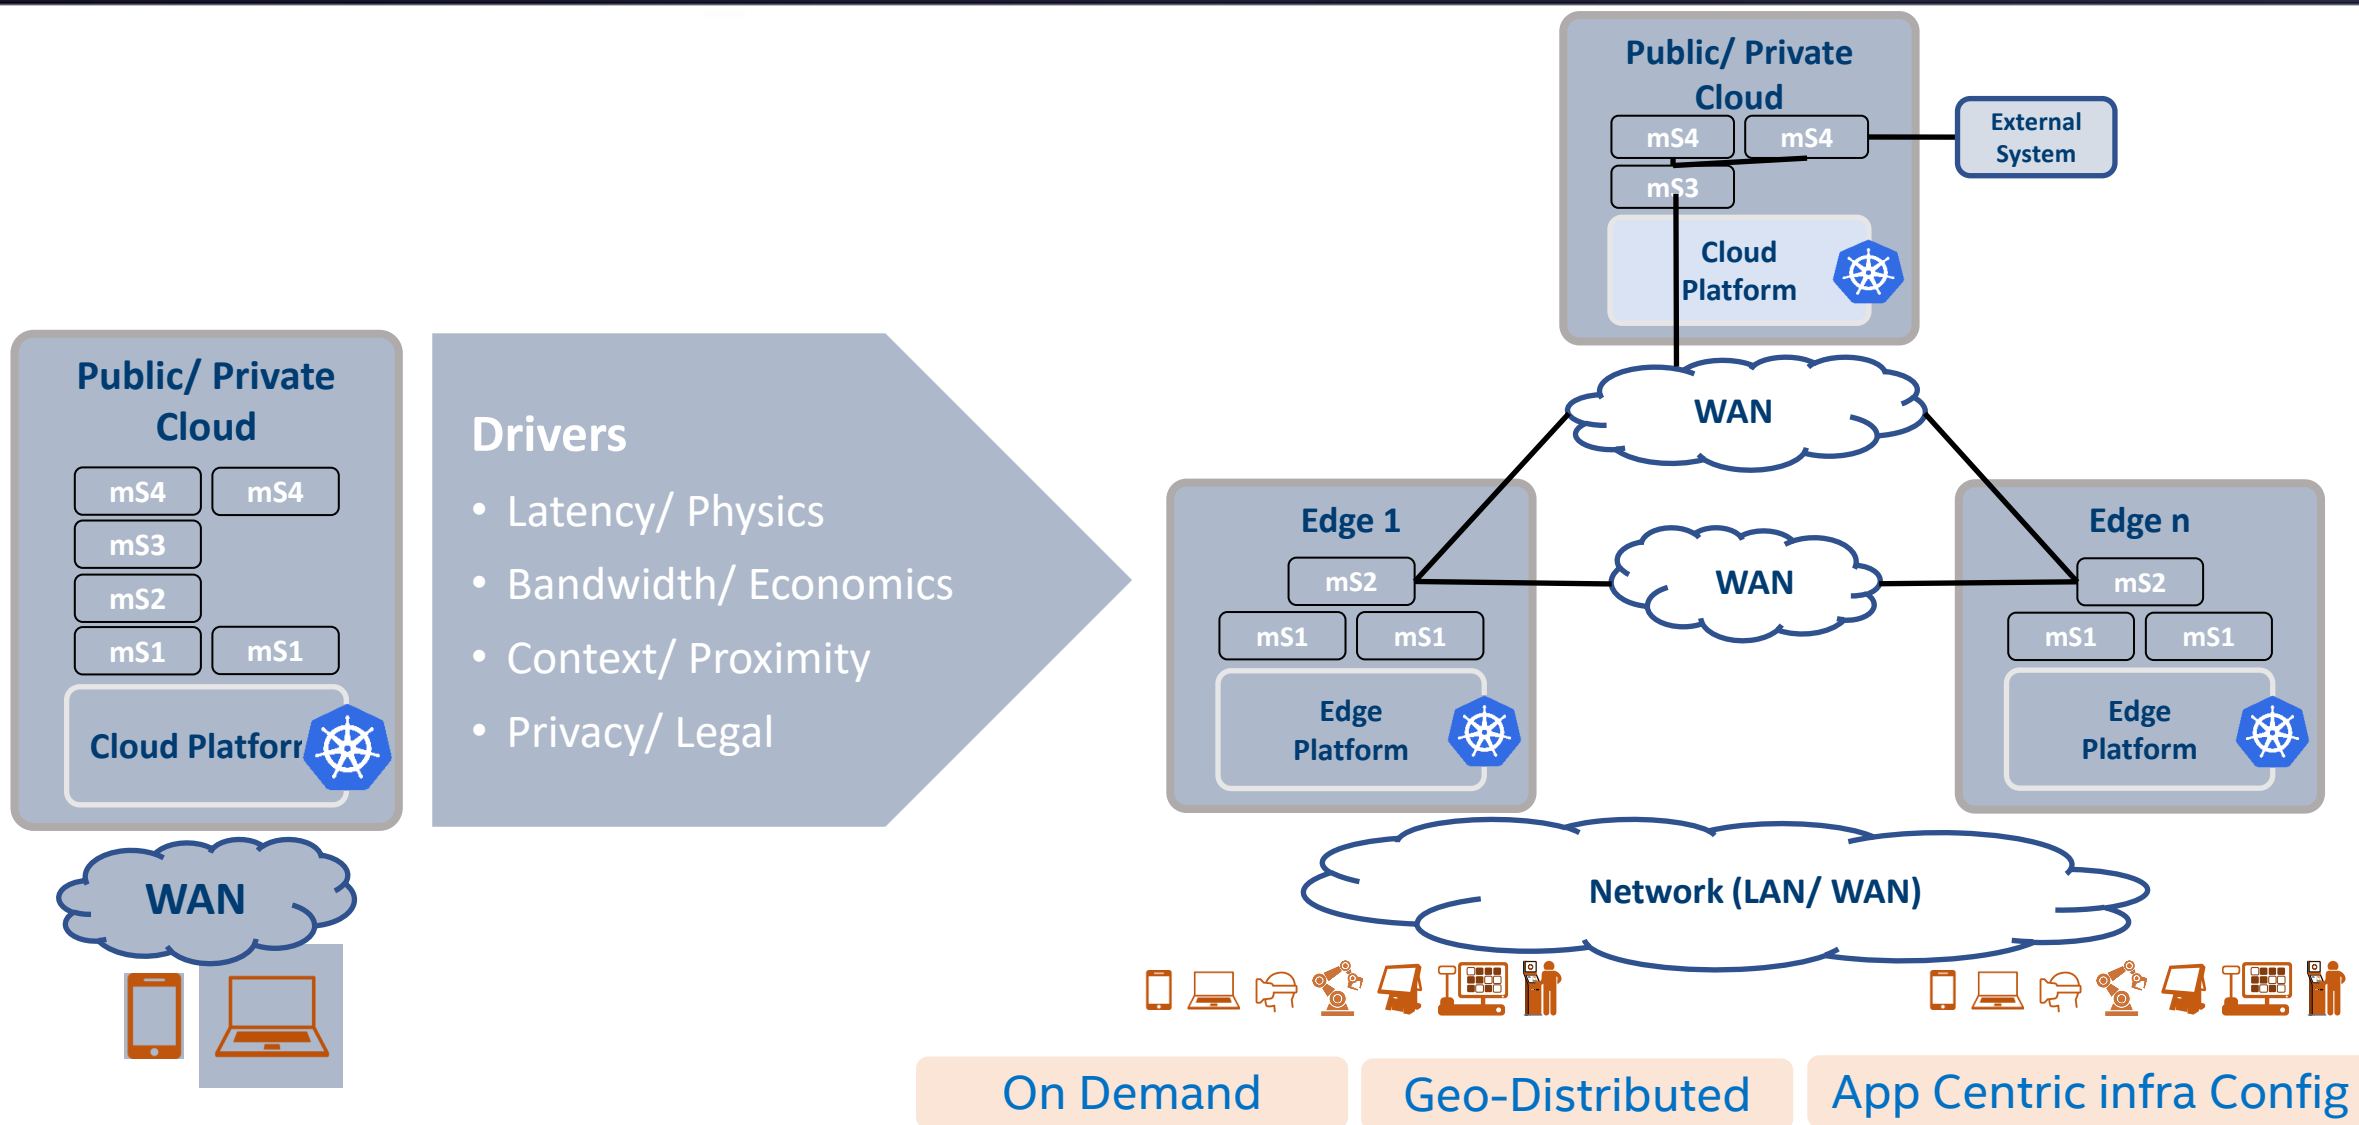 Public/ Private
Cloud
mS4 mS4
mS3
mS2
mS1 mS1
Cloud Platform
WAN
Drivers
• Latency/ Physics
• Bandwidth/ Economics
• Context/ Proximity
• Privacy/ Legal
Public/ Private
Cloud
mS4 mS4
mS3
Cloud
Platform
External
System
WAN
Edge 1
mS2
mS1 mS1
Edge
Platform
WAN
Edge n
mS2
mS1 mS1
Edge
Platform
Network (LAN/ WAN)
On Demand
Geo-Distributed
App Centric infra Config